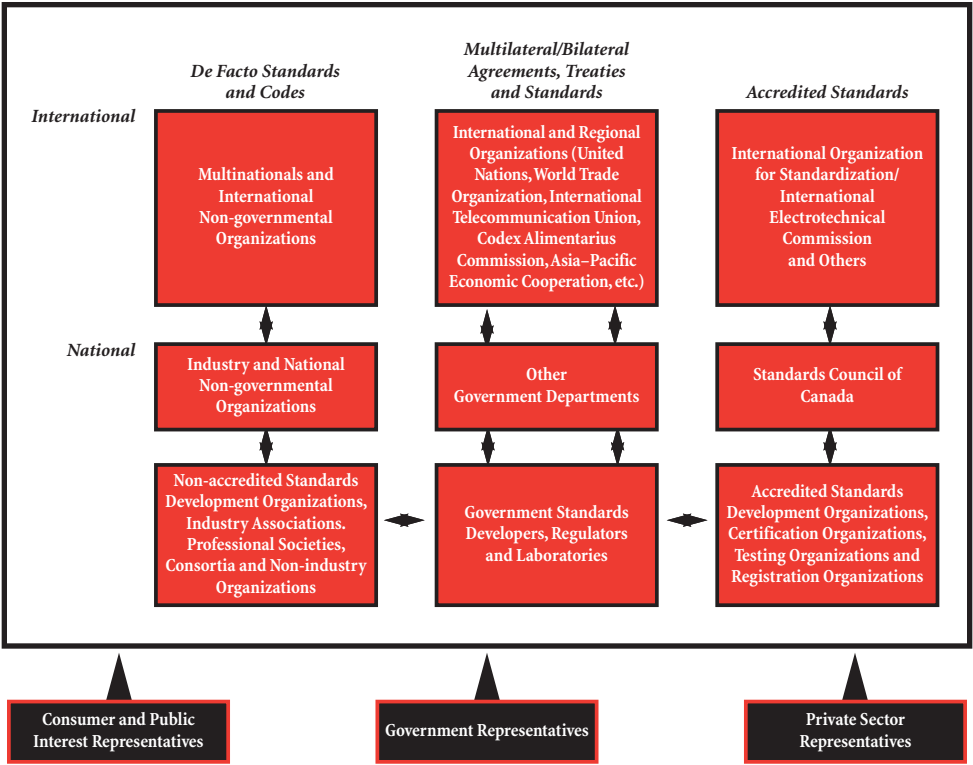 De Facto Standards
and Codes
Multilateral/Bilateral
Agreements, Treaties
and Standards
Accredited Standards
International
Multinationals and
International
Non-governmental
Organizations
International and Regional
Organizations (United
Nations, World Trade
Organization, International
Telecommunication Union,
Codex Alimentarius
Commission, Asia–Pacific
Economic Cooperation, etc.)
International Organization
for Standardization/
International
Electrotechnical
Commission
and Others
National
Industry and National
Non-governmental
Organizations
Other
Government Departments
Standards Council of
Canada
Non-accredited Standards
Development Organizations,
Industry Associations.
Professional Societies,
Consortia and Non-industry
Organizations
Government Standards
Developers, Regulators
and Laboratories
Accredited Standards
Development Organizations,
Certification Organizations,
Testing Organizations and
Registration Organizations
Consumer and Public
Interest Representatives
Government Representatives
Private Sector
Representatives